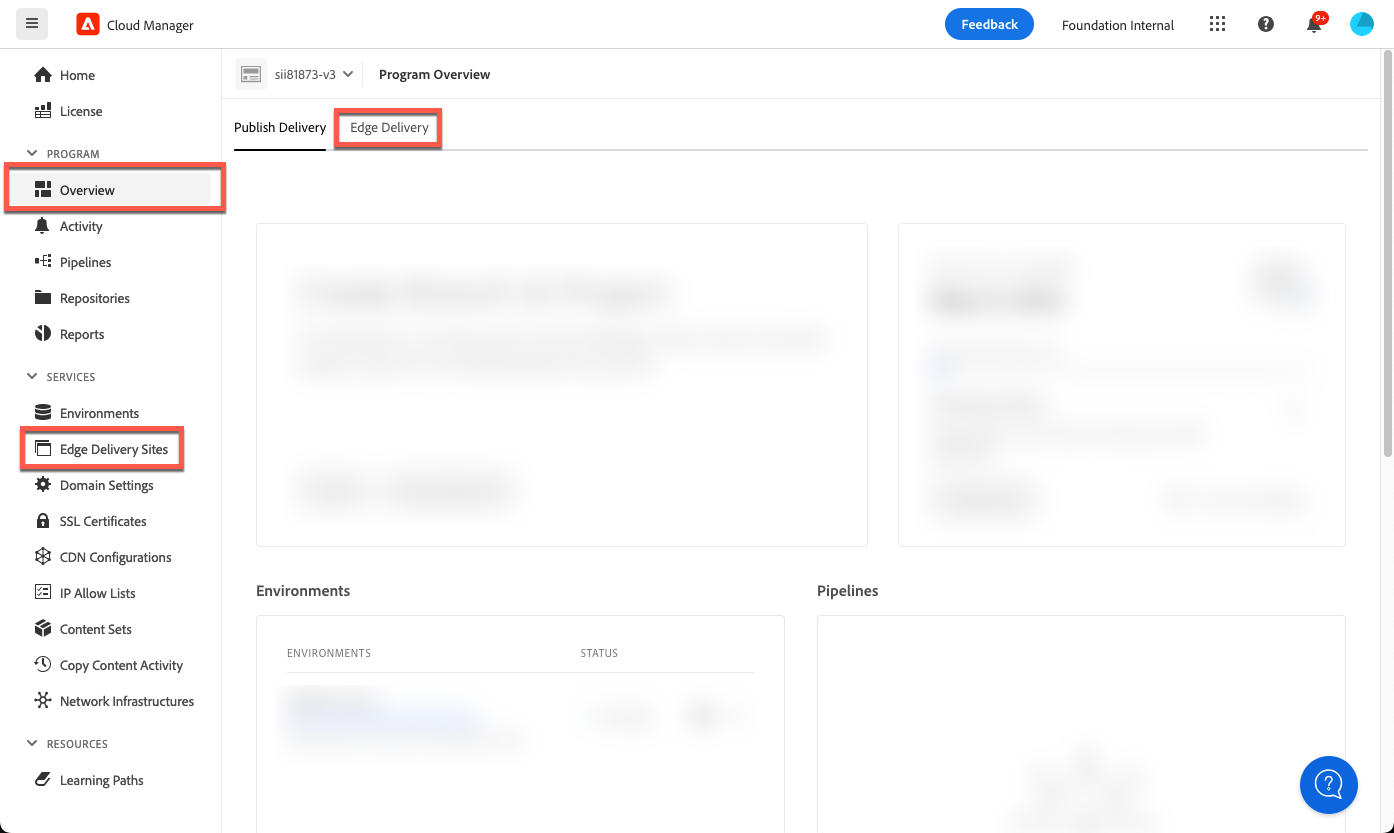 Cloud Manager
Feedback
Foundation Internal
9+
Home
License
PROGRAM
Overview
Activity
Pipelines
Repositories
Reports
SERVICES
Environments
Edge Delivery Sites
Domain Settings
SSL Certificates
CDN Configurations
IP Allow Lists
Content Sets
Copy Content Activity
Network Infrastructures
RESOURCES
Learning Paths
sii81873-v3
Program Overview
Publish Delivery
Edge Delivery
Environments
ENVIRONMENTS STATUS
Pipelines